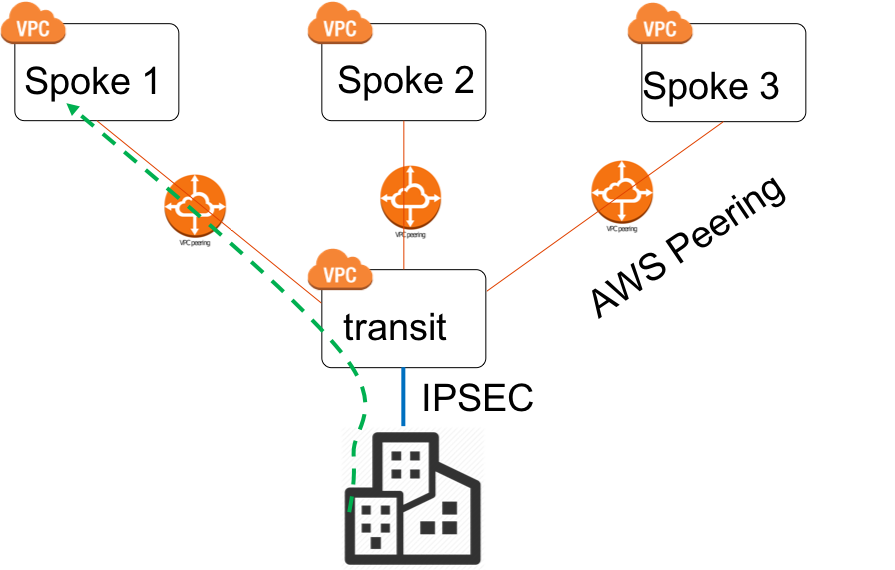 VPC
VPC
VPC
Spoke 1
Spoke 2
Spoke 3
VPC peering
VPC peering
VPC peering
AWS Peering
VPC
transit
IPSEC